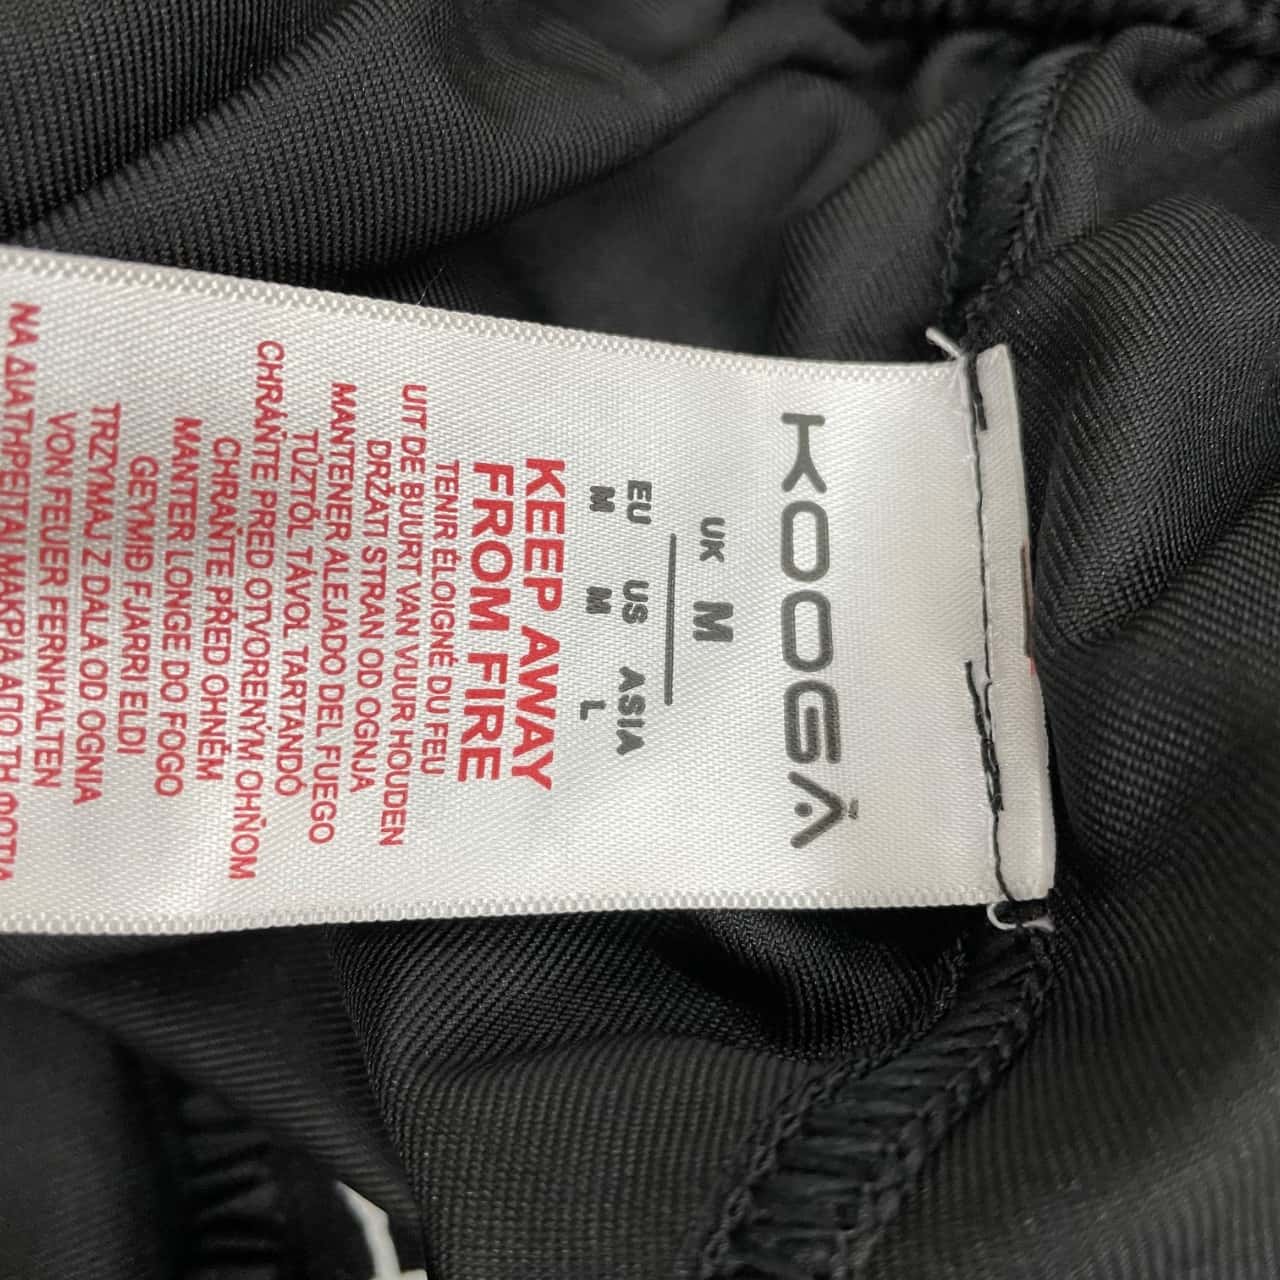 KOOGA
UK M
EU US ASIA
M M L
KEEP AWAY
FROM FIRE
TENIR ÉLOIGNÉ DU FEU
UIT DE BUURT VAN VUUR HOUDEN
DRŽATI STRAN OD OGNJA
MANTENER ALEJADO DEL FUEGO
TŰZTŐL TÁVOL TARTANDÓ
CHRÁŇTE PRED OTVORENÝM OHŇOM
CHRAŇTE PŘED OHNĚM
MANTER LONGE DO FOGO
GEYMIÐ FJARRI ELDI
TRZYMAJ Z DALA OD OGNIA
VON FEUER FERNHALTEN
ΝΑ ΔΙΑΤΗΡΕΙΤΑΙ ΜΑΚΡΙΑ ΑΠΟ ΤΗ ΦΩΤΙΑ